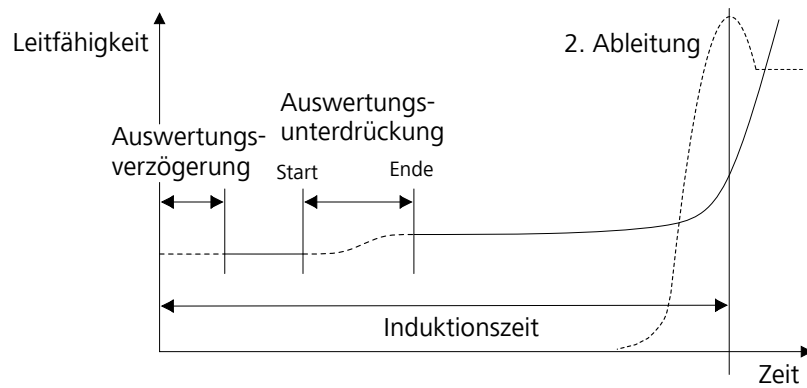 Leitfähigkeit
2. Ableitung
Auswertungs-
unterdrückung
Auswertungs-
verzögerung
Start
Ende
Induktionszeit
Zeit